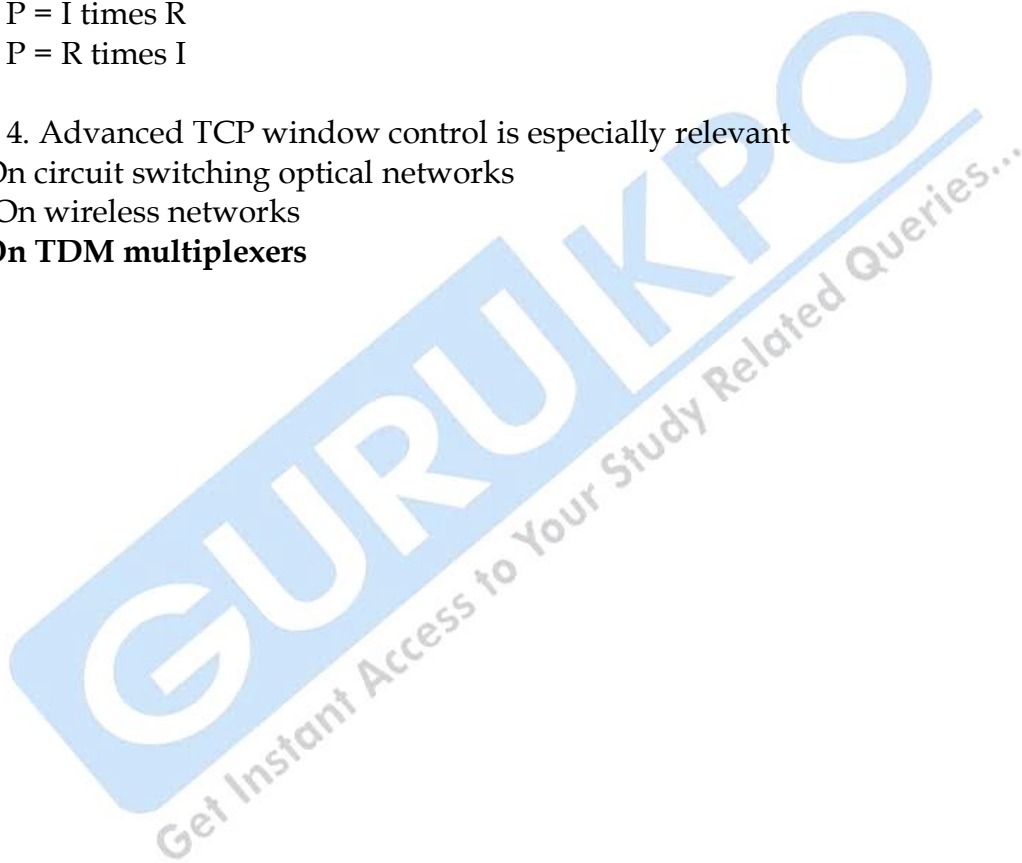 P = I times R
P = R times I
4. Advanced TCP window control is especially relevant
On circuit switching optical networks
On wireless networks
On TDM multiplexers
GURUKPO
Get Instant Access to Your Study Related Queries...